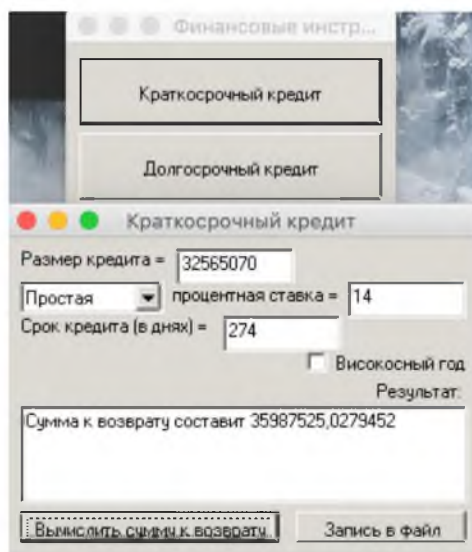 Финансовые инстр...
Краткосрочный кредит
Долгосрочный кредит
Краткосрочный кредит
Размер кредита = 32565070
Простая процентная ставка = 14
Срок кредита (в днях) = 274
Високосный год
Результат:
Сумма к возврату составит 35987525,0279452
Вычислить сумму к возврату Запись в файл